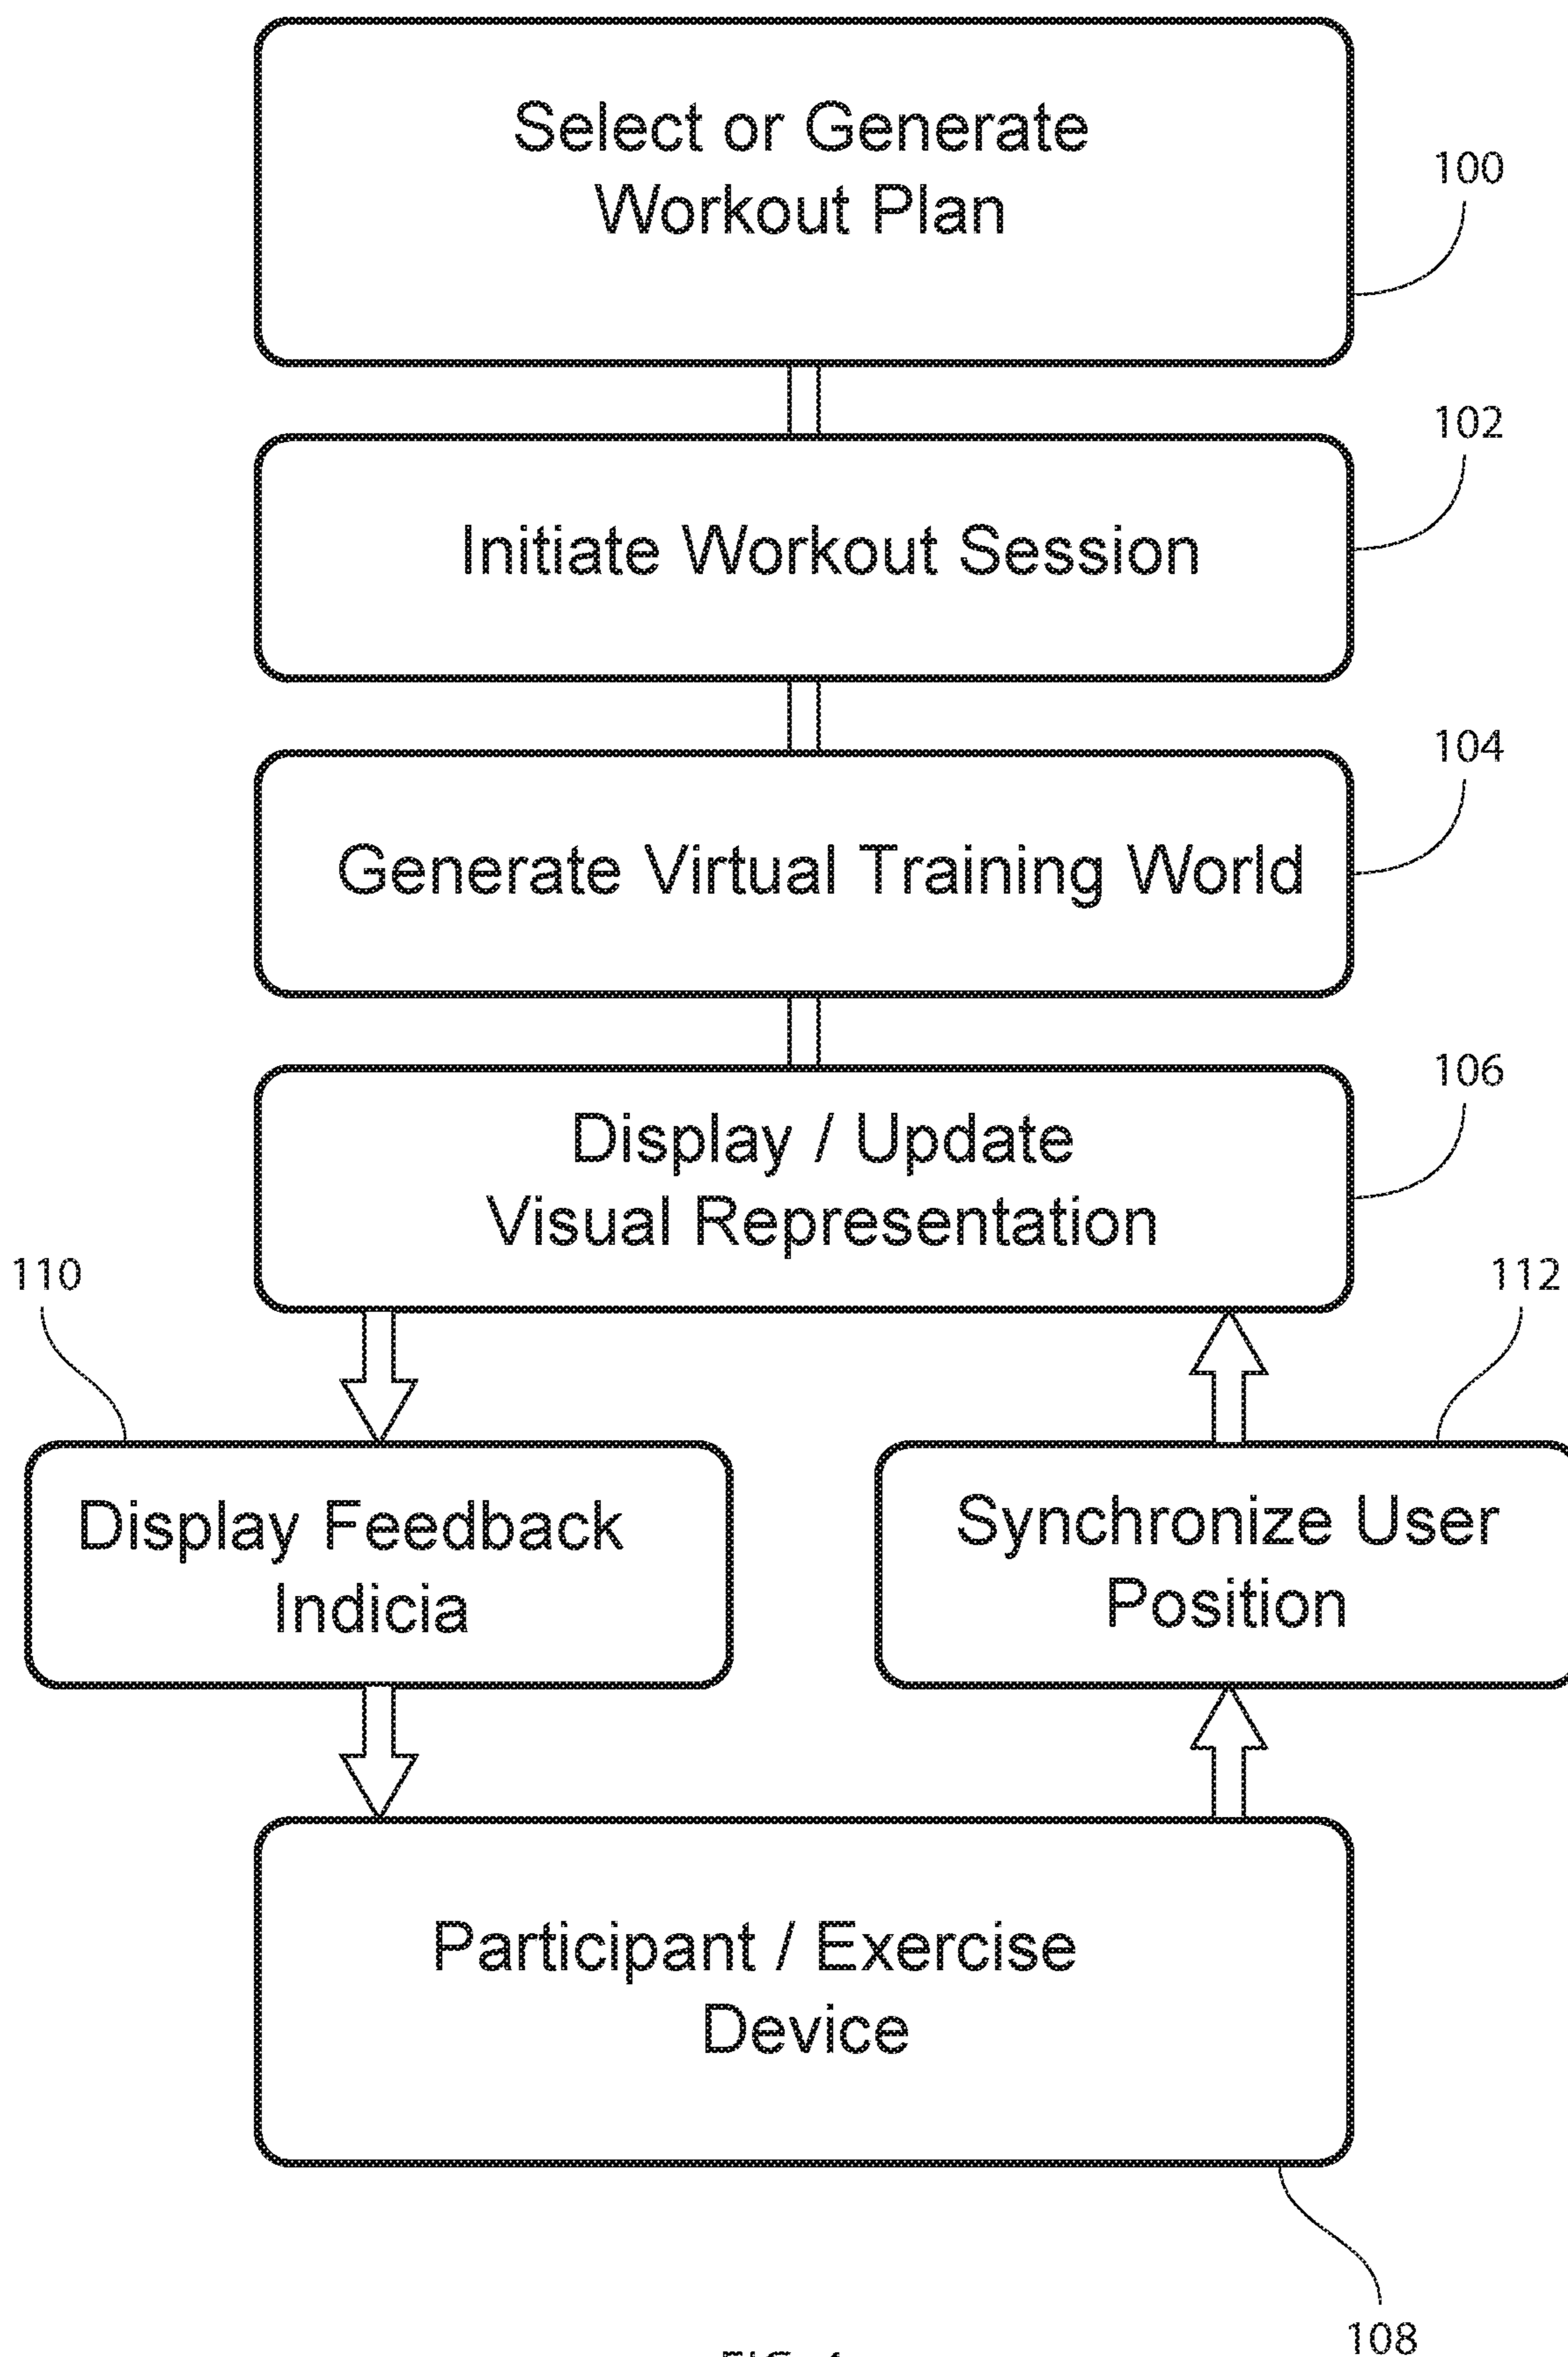 Select or Generate
Workout Plan
100
102
Initiate Workout Session
104
Generate Virtual Training World
106
Display / Update
Visual Representation
110
112
Display Feedback
Indicia
Synchronize User
Position
Participant / Exercise
Device
108